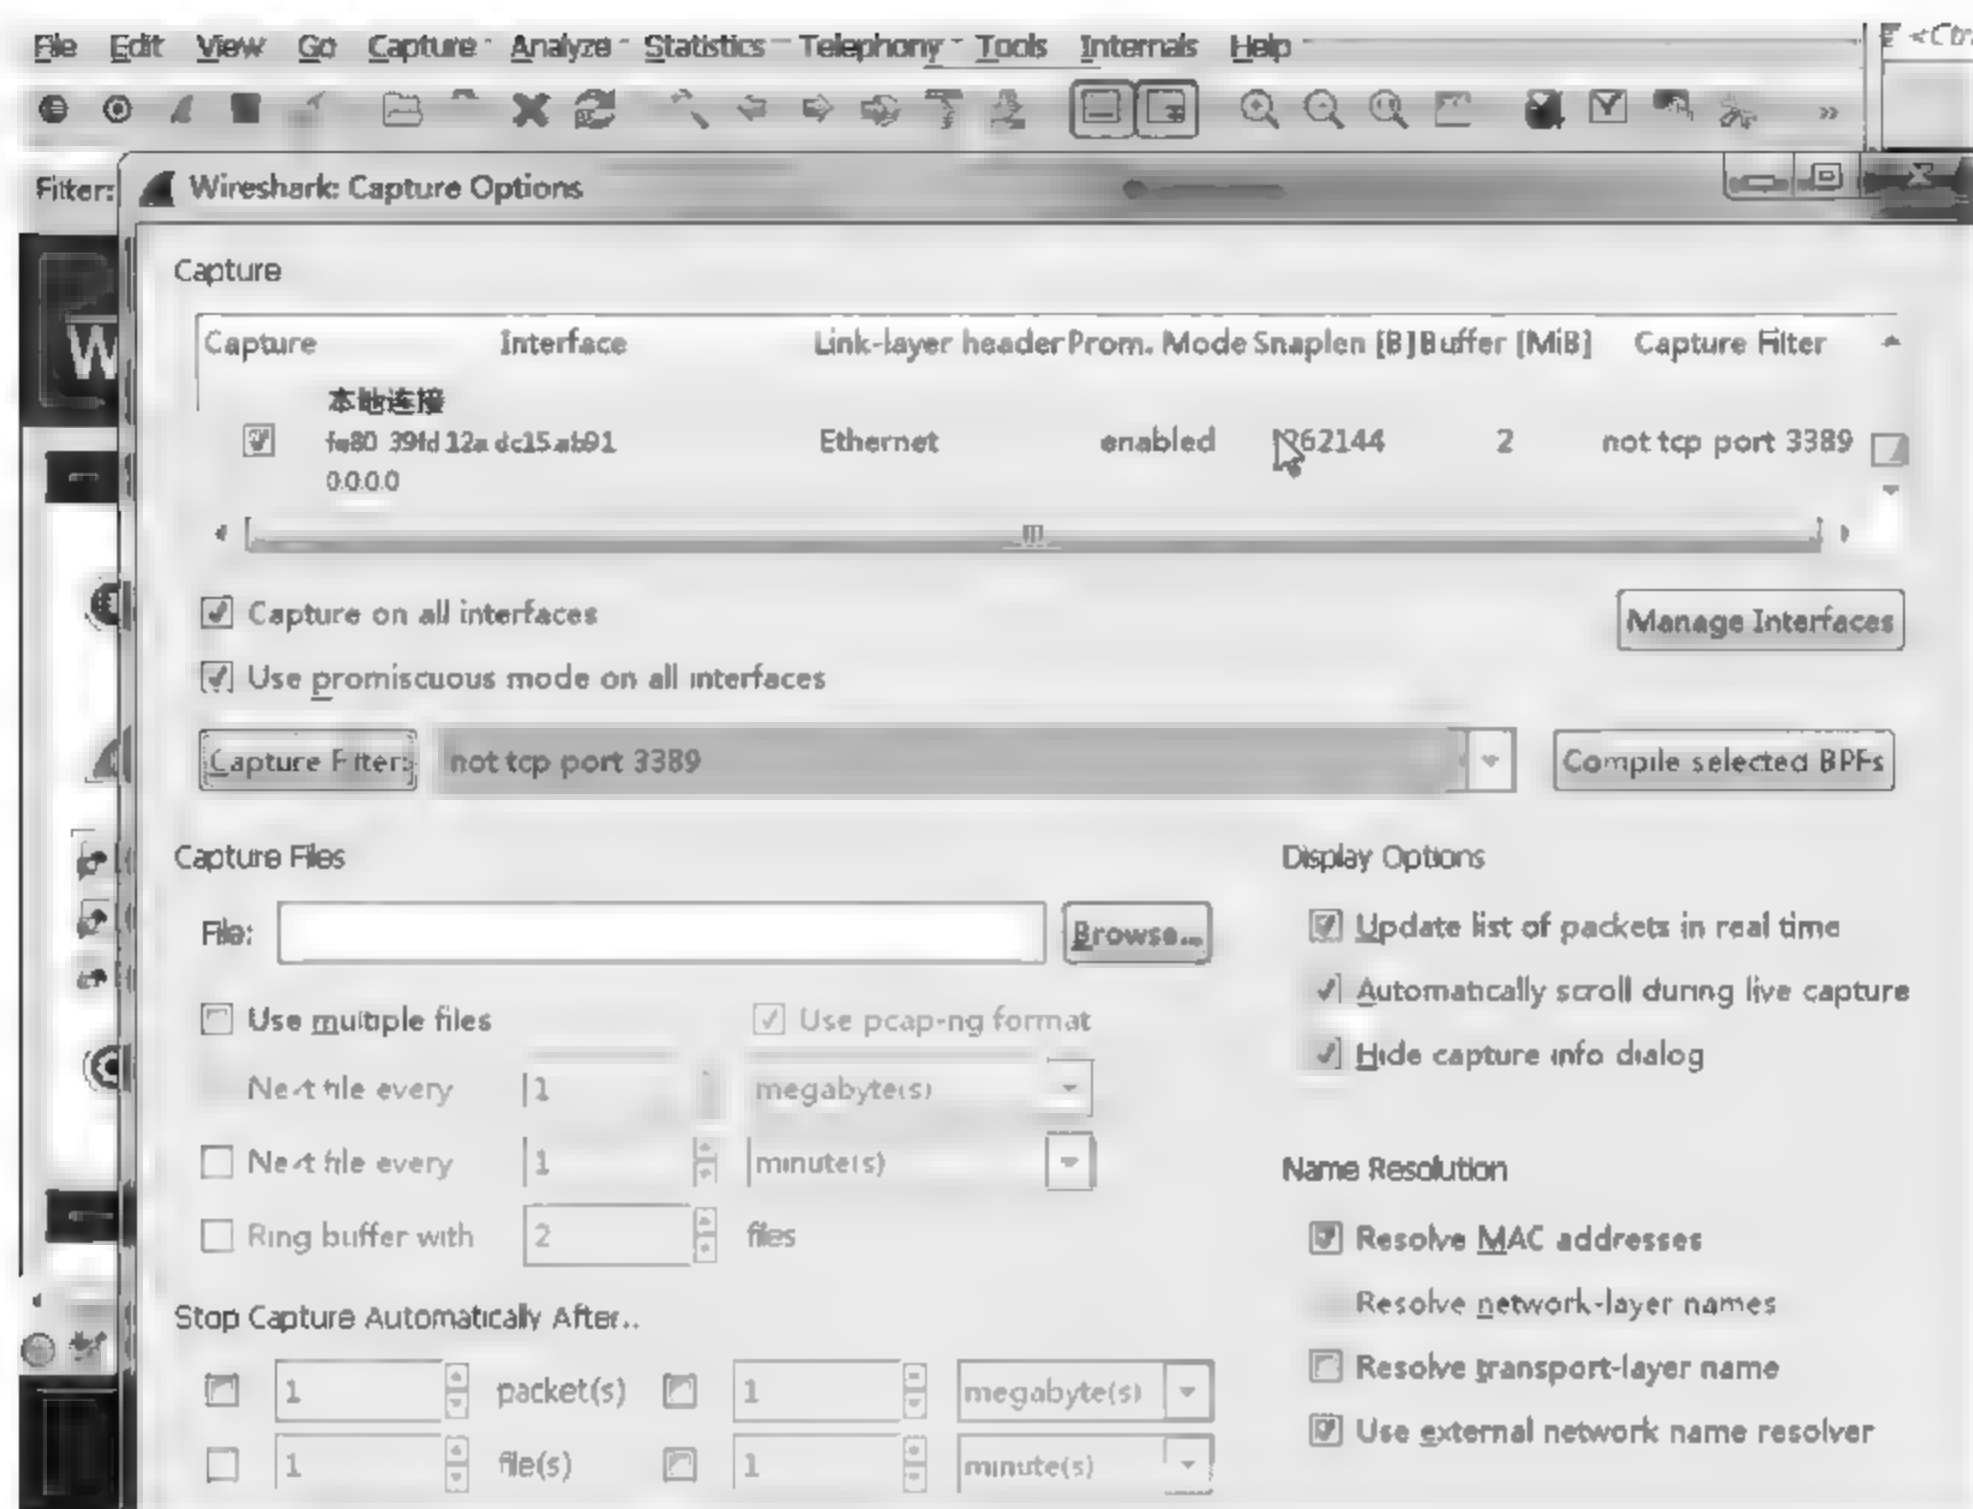 File Edit View Go Capture Analyze Statistics Telephony Tools Internals Help
Filter:
Wireshark: Capture Options
Capture
Capture Interface Link-layer header Prom. Mode Snaplen [B] Buffer [MiB] Capture Filter
本地连接
fe80 39fd 12a dc15 ab91 Ethernet enabled 262144 2 not tcp port 3389
0.0.0.0
Capture on all interfaces
Manage Interfaces
Use promiscuous mode on all interfaces
Capture Filter: not tcp port 3389 Compile selected BPFs
Capture Files
Display Options
File: Browse...
Update list of packets in real time
Automatically scroll during live capture
Use multiple files Use pcap-ng format
Hide capture info dialog
Next file every 1 megabyte(s)
Next file every 1 minute(s)
Name Resolution
Ring buffer with 2 files
Resolve MAC addresses
Resolve network-layer names
Stop Capture Automatically After...
Resolve transport-layer name
1 packet(s) 1 megabyte(s)
Use external network name resolver
1 file(s) 1 minute(s)